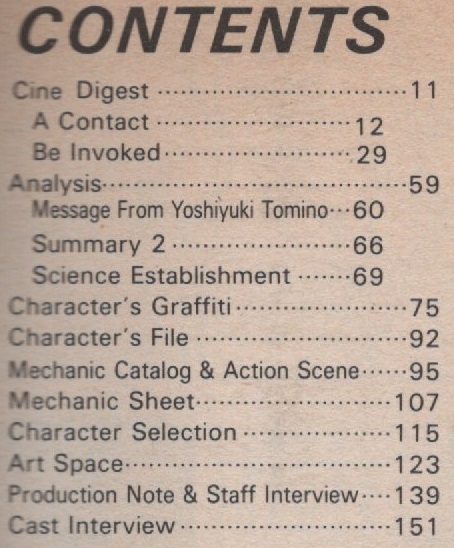 CONTENTS
Cine Digest ································11
A Contact ·························12
Be Invoked························29
Analysis·······································59
Message From Yoshiyuki Tomino···60
Summary 2 ·······················66
Science Establishment ·······69
Character's Graffiti ·······················75
Character's File ···························92
Mechanic Catalog & Action Scene·····95
Mechanic Sheet·························107
Character Selection ···················115
Art Space··································123
Production Note & Staff Interview····139
Cast Interview ···························151